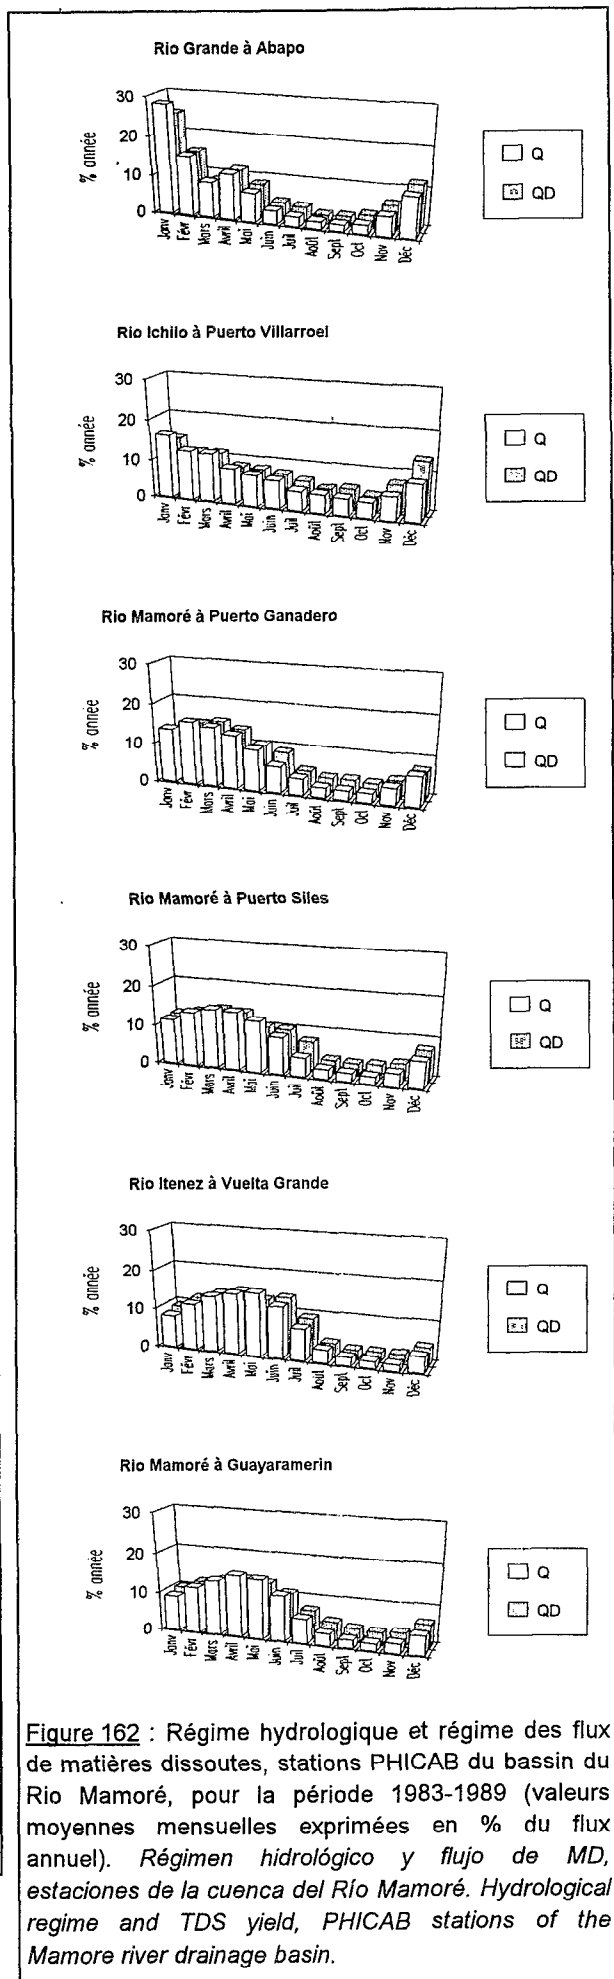 Rio Grande à Abapo
30
20
10
0
% année
Janv Févr Mars Avril Mai Juin Juil Août Sept Oct Nov Déc
Q
QD
Rio Ichilo à Puerto Villarroel
30
20
10
0
% année
Janv Févr Mars Avril Mai Juin Juil Août Sept Oct Nov Déc
Q
QD
Rio Mamoré à Puerto Ganadero
30
20
10
0
% année
Janv Févr Mars Avril Mai Juin Juil Août Sept Oct Nov Déc
Q
QD
Rio Mamoré à Puerto Siles
30
20
10
0
% année
Janv Févr Mars Avril Mai Juin Juil Août Sept Oct Nov Déc
Q
QD
Rio Itenez à Vuelta Grande
30
20
10
0
% année
Janv Févr Mars Avril Mai Juin Juil Août Sept Oct Nov Déc
Q
QD
Rio Mamoré à Guayaramerin
30
20
10
0
% année
Janv Févr Mars Avril Mai Juin Juil Août Sept Oct Nov Déc
Q
QD
Figure 162 : Régime hydrologique et régime des flux
de matières dissoutes, stations PHICAB du bassin du
Rio Mamoré, pour la période 1983-1989 (valeurs
moyennes mensuelles exprimées en % du flux
annuel). Régimen hidrológico y flujo de MD,
estaciones de la cuenca del Río Mamoré. Hydrological
regime and TDS yield, PHICAB stations of the
Mamore river drainage basin.